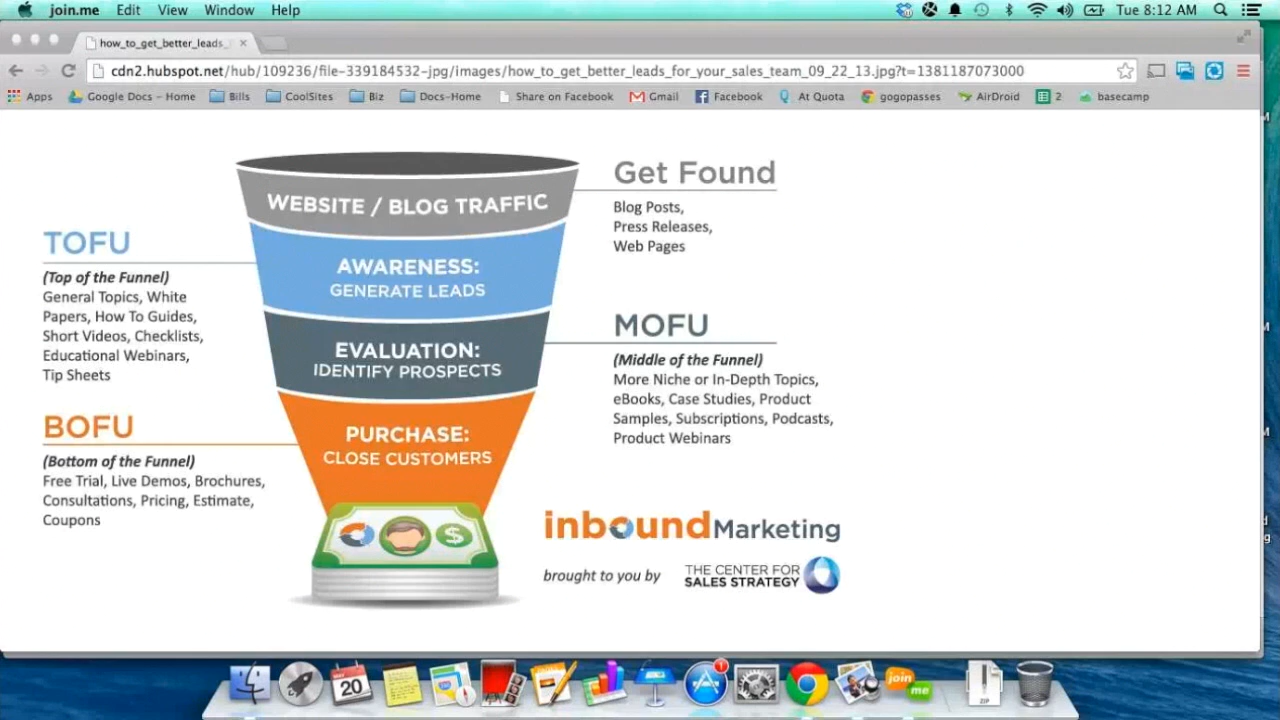 join.me Edit View Window Help
Tue 8:12 AM
how_to_get_better_leads_
cdn2.hubspot.net/hub/109236/file-339184532-jpg/images/how_to_get_better_leads_for_your_sales_team_09_22_13.jpg?t=1381187073000
Apps Google Docs – Home Bills CoolSites Biz Docs-Home Share on Facebook Gmail Facebook At Quota gogopasses AirDroid 2 basecamp
WEBSITE / BLOG TRAFFIC
Get Found
Blog Posts,
Press Releases,
Web Pages
TOFU
(Top of the Funnel)
General Topics, White
Papers, How To Guides,
Short Videos, Checklists,
Educational Webinars,
Tip Sheets
AWARENESS:
GENERATE LEADS
MOFU
(Middle of the Funnel)
More Niche or In-Depth Topics,
eBooks, Case Studies, Product
Samples, Subscriptions, Podcasts,
Product Webinars
EVALUATION:
IDENTIFY PROSPECTS
BOFU
(Bottom of the Funnel)
Free Trial, Live Demos, Brochures,
Consultations, Pricing, Estimate,
Coupons
PURCHASE:
CLOSE CUSTOMERS
$
inboundMarketing
brought to you by
THE CENTER FOR
SALES STRATEGY
MAY
20
1
join
me
ZIP